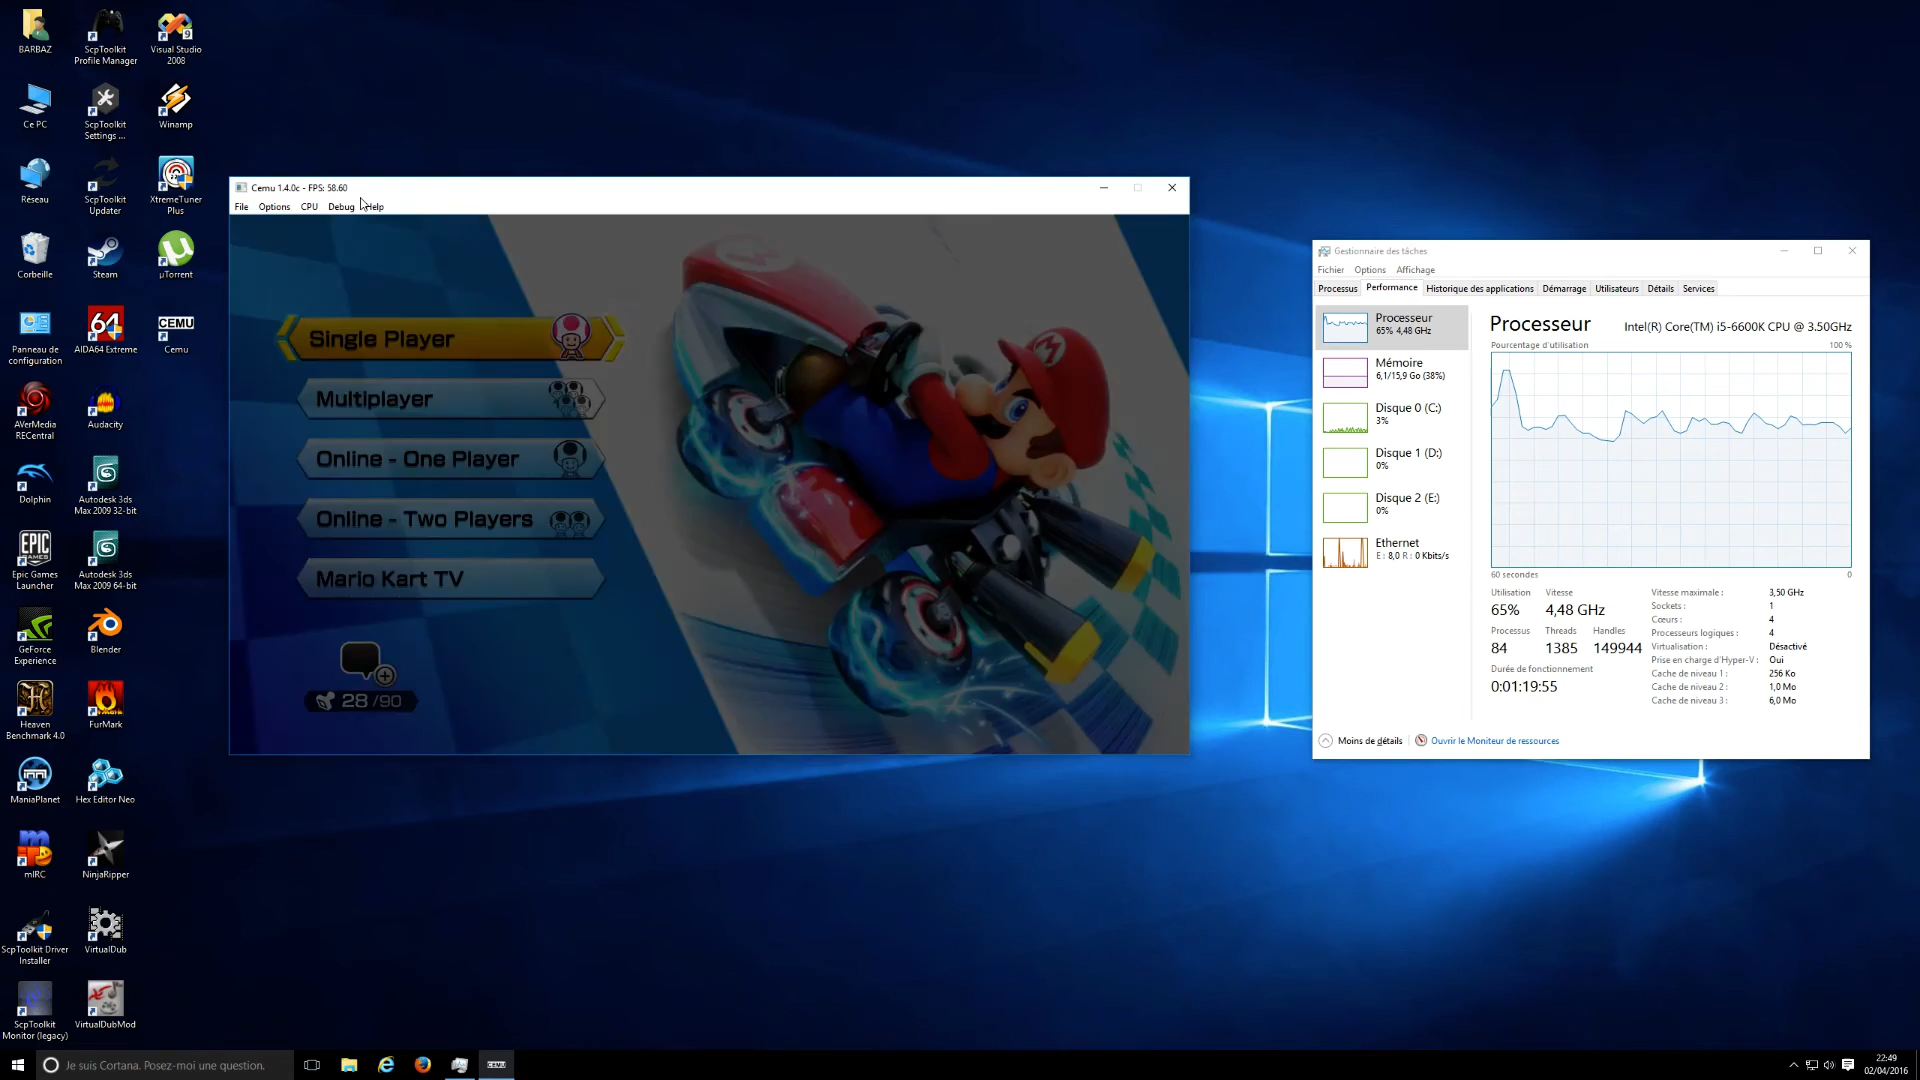 BARBAZ
ScpToolkit
Profile Manager
Visual Studio
2008
Ce PC
ScpToolkit
Settings ...
Winamp
Réseau
ScpToolkit
Updater
XtremeTuner
Plus
Corbeille
Steam
µTorrent
Panneau de
configuration
64
AIDA64 Extreme
CEMU
Cemu
AVerMedia
RECentral
Audacity
Dolphin
Autodesk 3ds
Max 2009 32-bit
EPIC
GAMES
Epic Games
Launcher
Autodesk 3ds
Max 2009 64-bit
GeForce
Experience
Blender
Heaven
Benchmark 4.0
FurMark
ManiaPlanet
Hex Editor Neo
mIRC
NinjaRipper
ScpToolkit Driver
Installer
VirtualDub
ScpToolkit
Monitor (legacy)
VirtualDubMod
Cemu 1.4.0c - FPS: 58.60
File Options CPU Debug Help
Single Player
Multiplayer
Online - One Player
Online - Two Players
Mario Kart TV
28 /90
Gestionnaire des tâches
Fichier Options Affichage
Processus Performance Historique des applications Démarrage Utilisateurs Détails Services
Processeur
65% 4,48 GHz
Mémoire
6,1/15,9 Go (38%)
Disque 0 (C:)
3%
Disque 1 (D:)
0%
Disque 2 (E:)
0%
Ethernet
E : 8,0 R : 0 Kbits/s
Processeur Intel(R) Core(TM) i5-6600K CPU @ 3.50GHz
Pourcentage d'utilisation 100 %
60 secondes 0
Utilisation Vitesse
65% 4,48 GHz
Processus Threads Handles
84 1385 149944
Durée de fonctionnement
0:01:19:55
Vitesse maximale : 3,50 GHz
Sockets : 1
Cœurs : 4
Processeurs logiques : 4
Virtualisation : Désactivé
Prise en charge d'Hyper-V : Oui
Cache de niveau 1 : 256 Ko
Cache de niveau 2 : 1,0 Mo
Cache de niveau 3 : 6,0 Mo
Moins de détails Ouvrir le Moniteur de ressources
Je suis Cortana. Posez-moi une question.
CEMU
22:49
02/04/2016